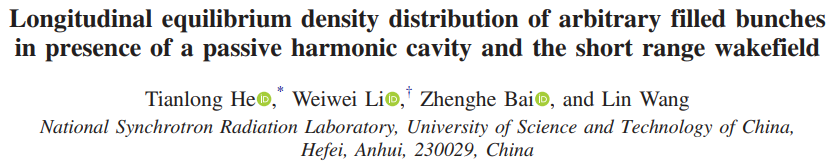 Longitudinal equilibrium density distribution of arbitrary filled bunches
in presence of a passive harmonic cavity and the short range wakefield
Tianlong He,* Weiwei Li,† Zhenghe Bai, and Lin Wang
National Synchrotron Radiation Laboratory, University of Science and Technology of China,
Hefei, Anhui, 230029, China